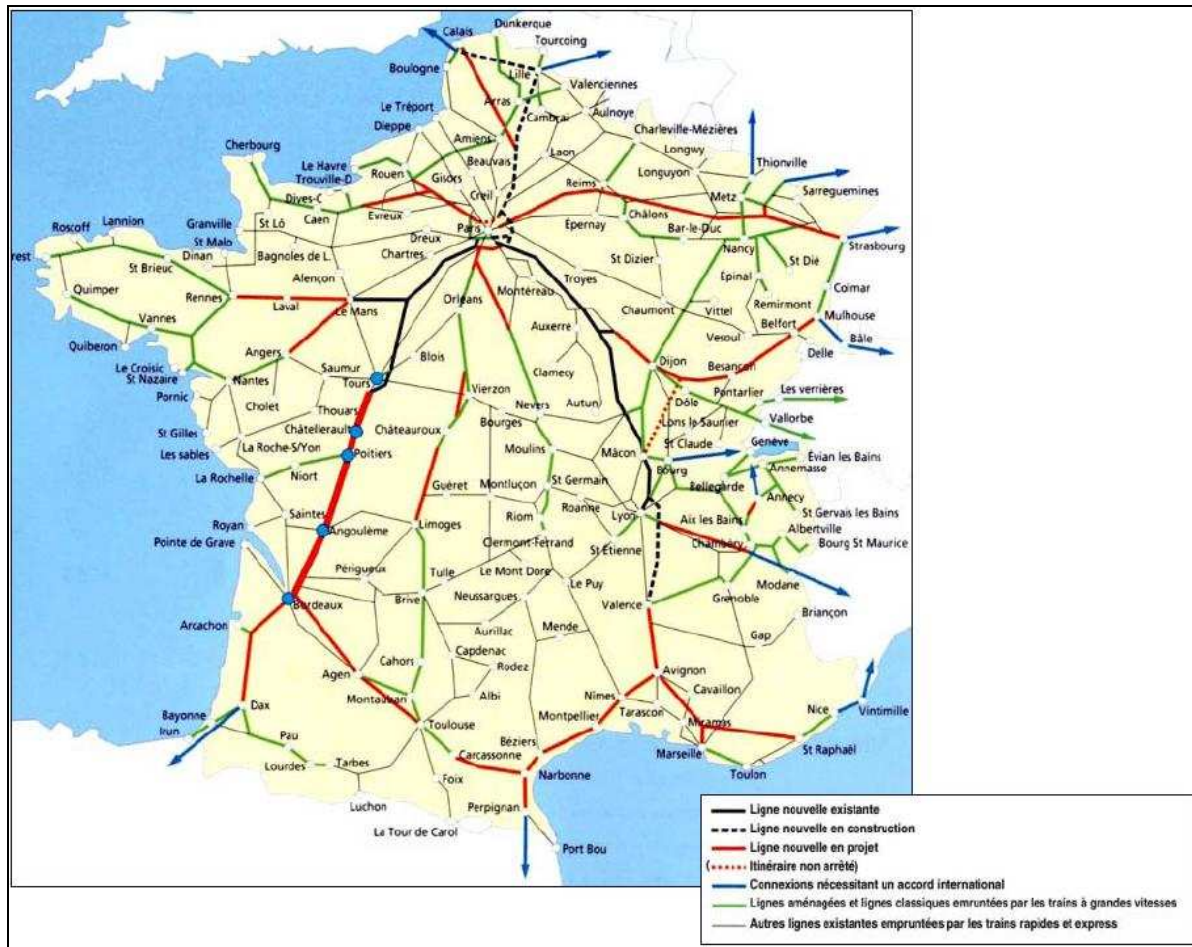 Dunkerque
Calais
Tourcoing
Boulogne
Lille
Valenciennes
Le Tréport
Arras
Aulnoye
Cambrai
Dieppe
Charleville-Mézières
Cherbourg
Amiens
Longwy
Beauvais
Laon
Le Havre
Thionville
Trouville-D
Rouen
Gisors
Longuyon
Creil
Reims
Metz
Sarreguemines
Dives-C
Roscoff
Lannion
Granville
St Lô
Caen
Evreux
Épernay
Châlons
Paris
St Malo
Dreux
Bar-le-Duc
Nancy
Strasbourg
rest
Dinan
Bagnoles de L.
Chartres
St Brieuc
Alençon
St Dizier
St Dié
Troyes
Épinal
Quimper
Rennes
Orléans
Montereau
Colmar
Laval
Le Mans
Chaumont
Vittel
Remirmont
Vannes
Auxerre
Mulhouse
Belfort
Quiberon
Angers
Vesoul
Delle
Bâle
Blois
Le Croisic
Saumur
Dijon
Besançon
St Nazaire
Tours
Clamecy
Nantes
Vierzon
Pontarlier
Les verrières
Pornic
Cholet
Thouars
Nevers
Autun
Dôle
Bourges
Vallorbe
Châtellerault
Châteauroux
Lons le Saunier
St Gilles
La Roche-S/Yon
St Claude
Genève
Les sables
Poitiers
Moulins
Mâcon
Évian les Bains
Bourg
Annemasse
La Rochelle
Niort
Guéret
Montluçon
St Germain
Bellegarde
Annecy
Roanne
Saintes
Lyon
St Gervais les Bains
Royan
Riom
Aix les Bains
Albertville
Angoulême
Limoges
Pointe de Grave
Clermont-Ferrand
Chambéry
Bourg St Maurice
St Étienne
Périgueux
Tulle
Le Mont Dore
Modane
Le Puy
Bordeaux
Brive
Neussargues
Valence
Grenoble
Briançon
Arcachon
Aurillac
Mende
Gap
Capdenac
Cahors
Rodez
Agen
Avignon
Albi
Nîmes
Cavaillon
Montauban
Dax
Tarascon
Nice
Vintimille
Bayonne
Toulouse
Montpellier
Miramas
Irun
Pau
Béziers
Carcassonne
Marseille
St Raphaël
Lourdes
Tarbes
Narbonne
Toulon
Foix
Luchon
Perpignan
La Tour de Carol
Port Bou
Ligne nouvelle existante
Ligne nouvelle en construction
Ligne nouvelle en projet
( Itinéraire non arrèté)
Connexions nécessitant un accord international
Lignes aménagées et lignes classiques emruntées par les trains à grandes vitesses
Autres lignes existantes empruntées par les trains rapides et express